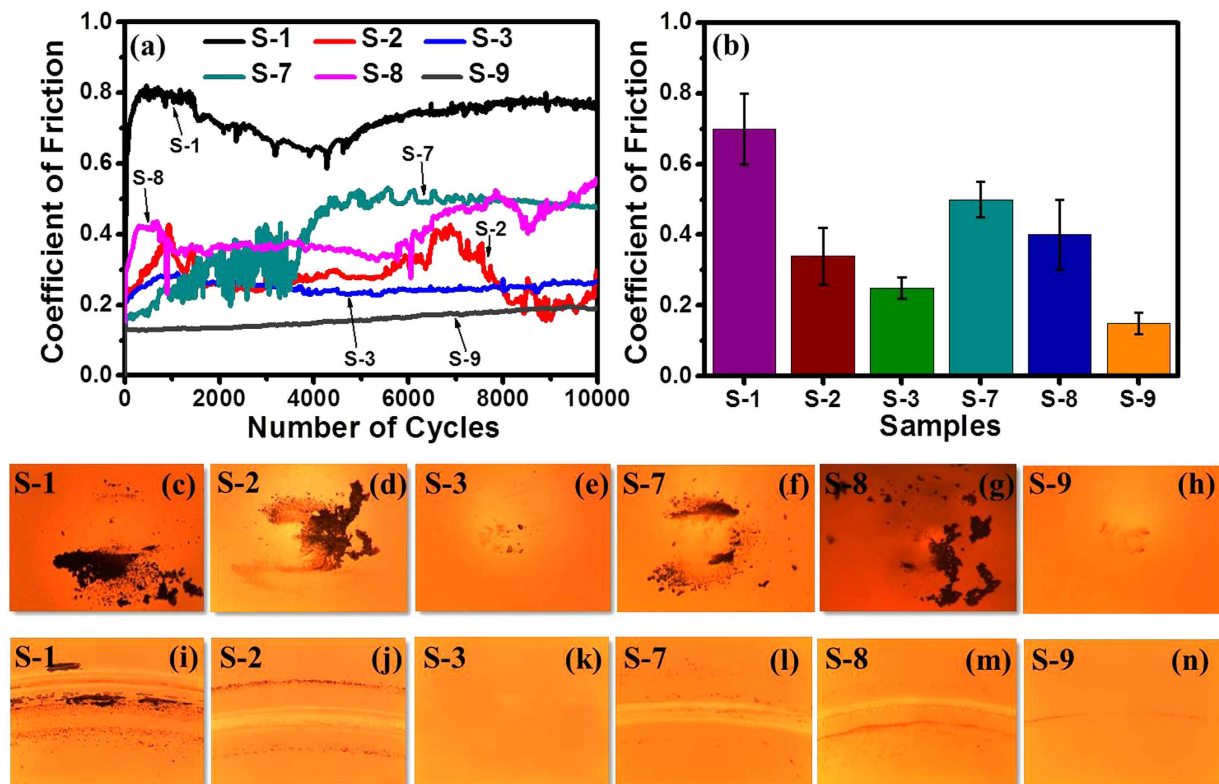 (a)
S-1 S-2 S-3
S-7 S-8 S-9
1.0
0.8
0.6
0.4
0.2
0.0
Coefficient of Friction
S-1
S-8
S-7
S-2
S-3
S-9
0 2000 4000 6000 8000 10000
Number of Cycles
(b)
1.0
0.8
0.6
0.4
0.2
0.0
Coefficient of Friction
S-1 S-2 S-3 S-7 S-8 S-9
Samples
S-1 (c) S-2 (d) S-3 (e) S-7 (f) S-8 (g) S-9 (h)
S-1 (i) S-2 (j) S-3 (k) S-7 (l) S-8 (m) S-9 (n)